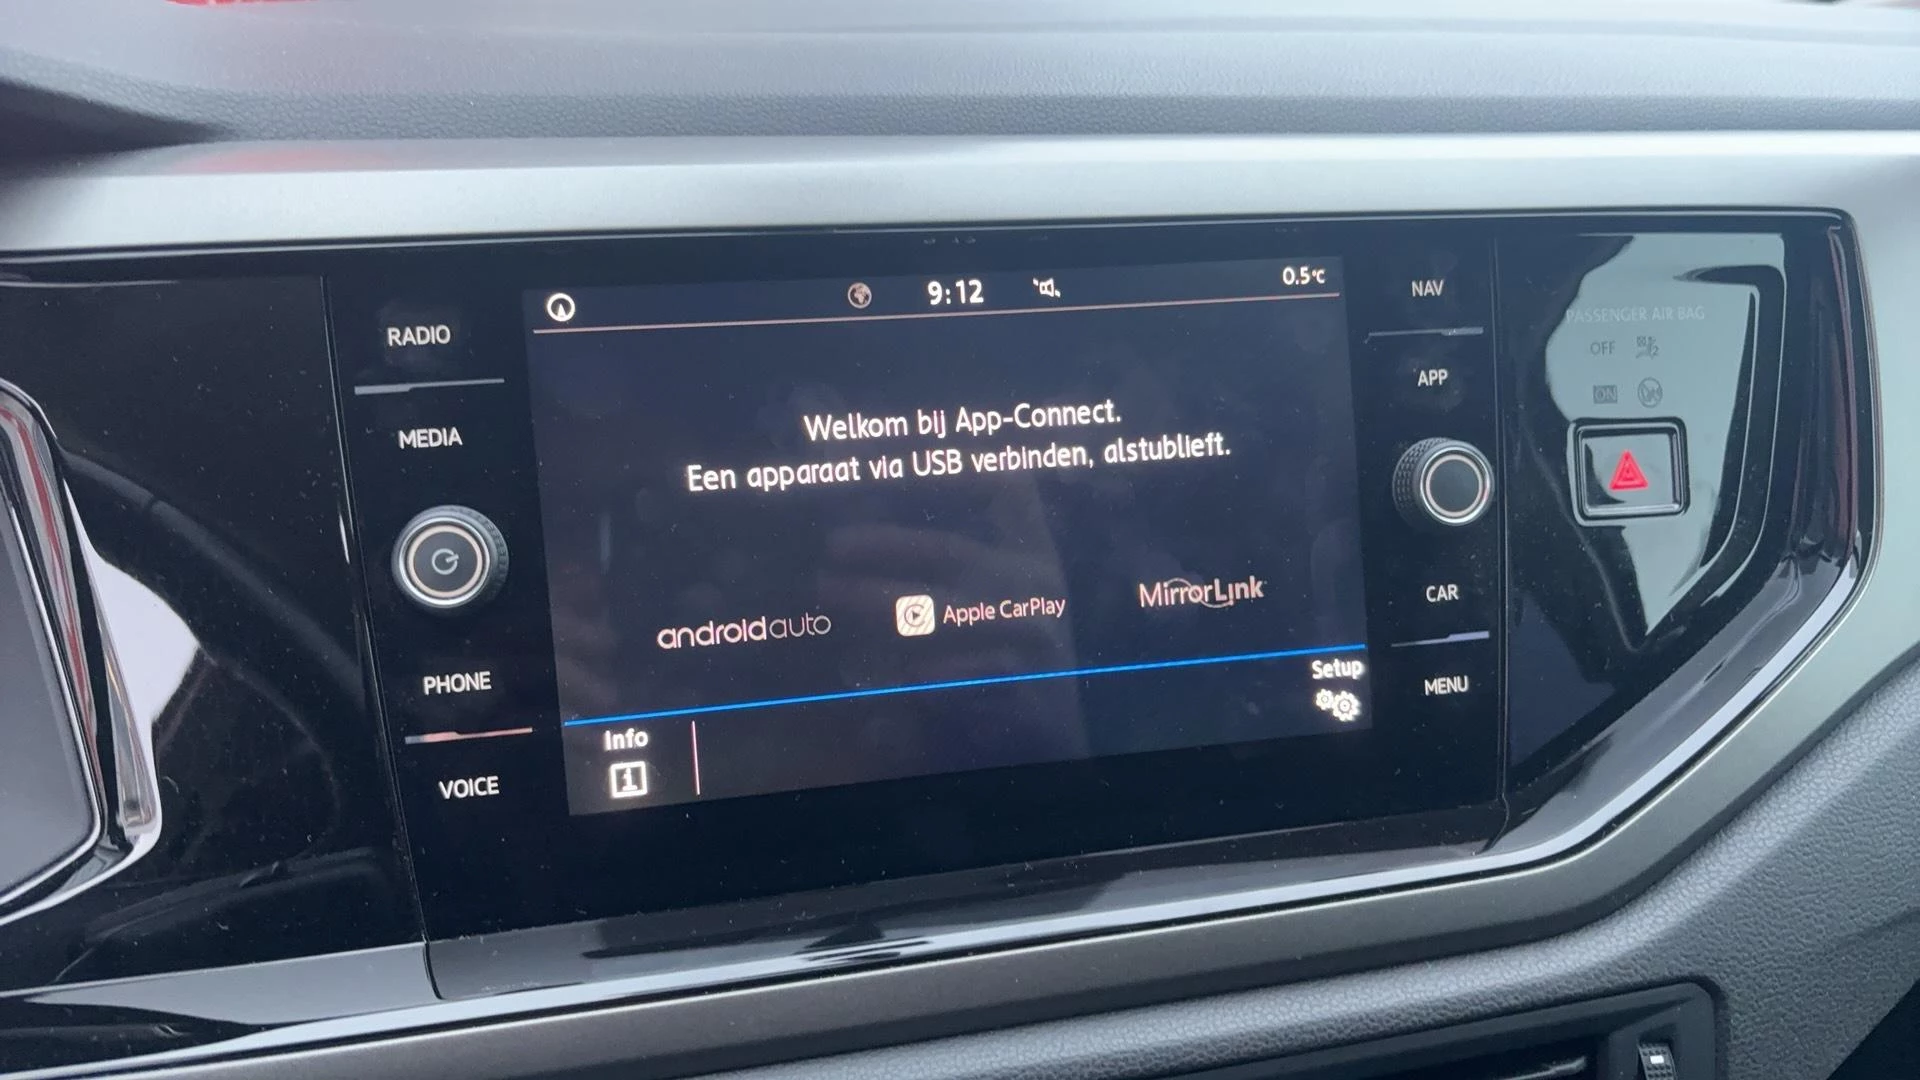 9:12
0.5°C
RADIO
MEDIA
PHONE
VOICE
Welkom bij App-Connect.
Een apparaat via USB verbinden, alstublieft.
androidauto
Apple CarPlay
MirrorLink
Info
Setup
NAV
APP
CAR
MENU
PASSENGER AIR BAG
OFF
ON